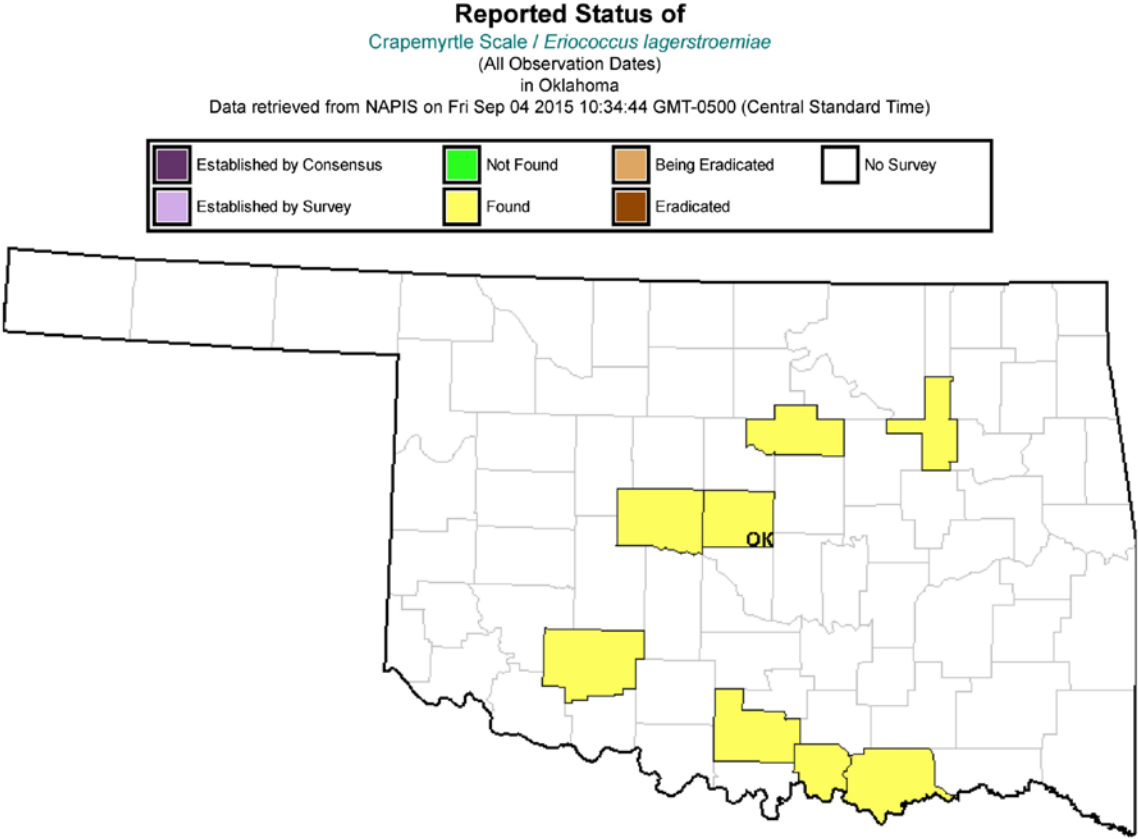 Reported Status of
Crapemyrtle Scale / Eriococcus lagerstroemiae
(All Observation Dates)
in Oklahoma
Data retrieved from NAPIS on Fri Sep 04 2015 10:34:44 GMT-0500 (Central Standard Time)
Established by Consensus Not Found Being Eradicated No Survey
Established by Survey Found Eradicated
OK